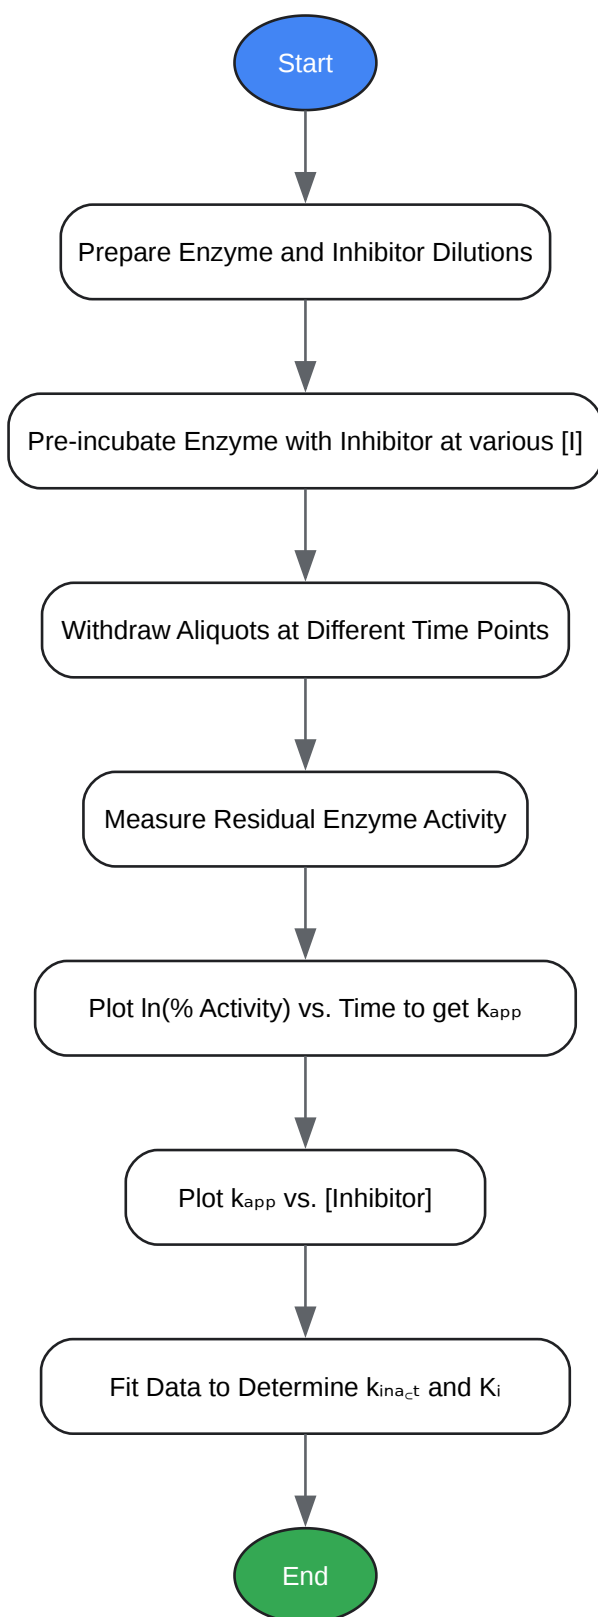 Start
Prepare Enzyme and Inhibitor Dilutions
Pre-incubate Enzyme with Inhibitor at various [I]
Withdraw Aliquots at Different Time Points
Measure Residual Enzyme Activity
Plot ln(% Activity) vs. Time to get kₐₚₚ
Plot kₐₚₚ vs. [Inhibitor]
Fit Data to Determine kᵢₙₐ꜀ₜ and Kᵢ
End